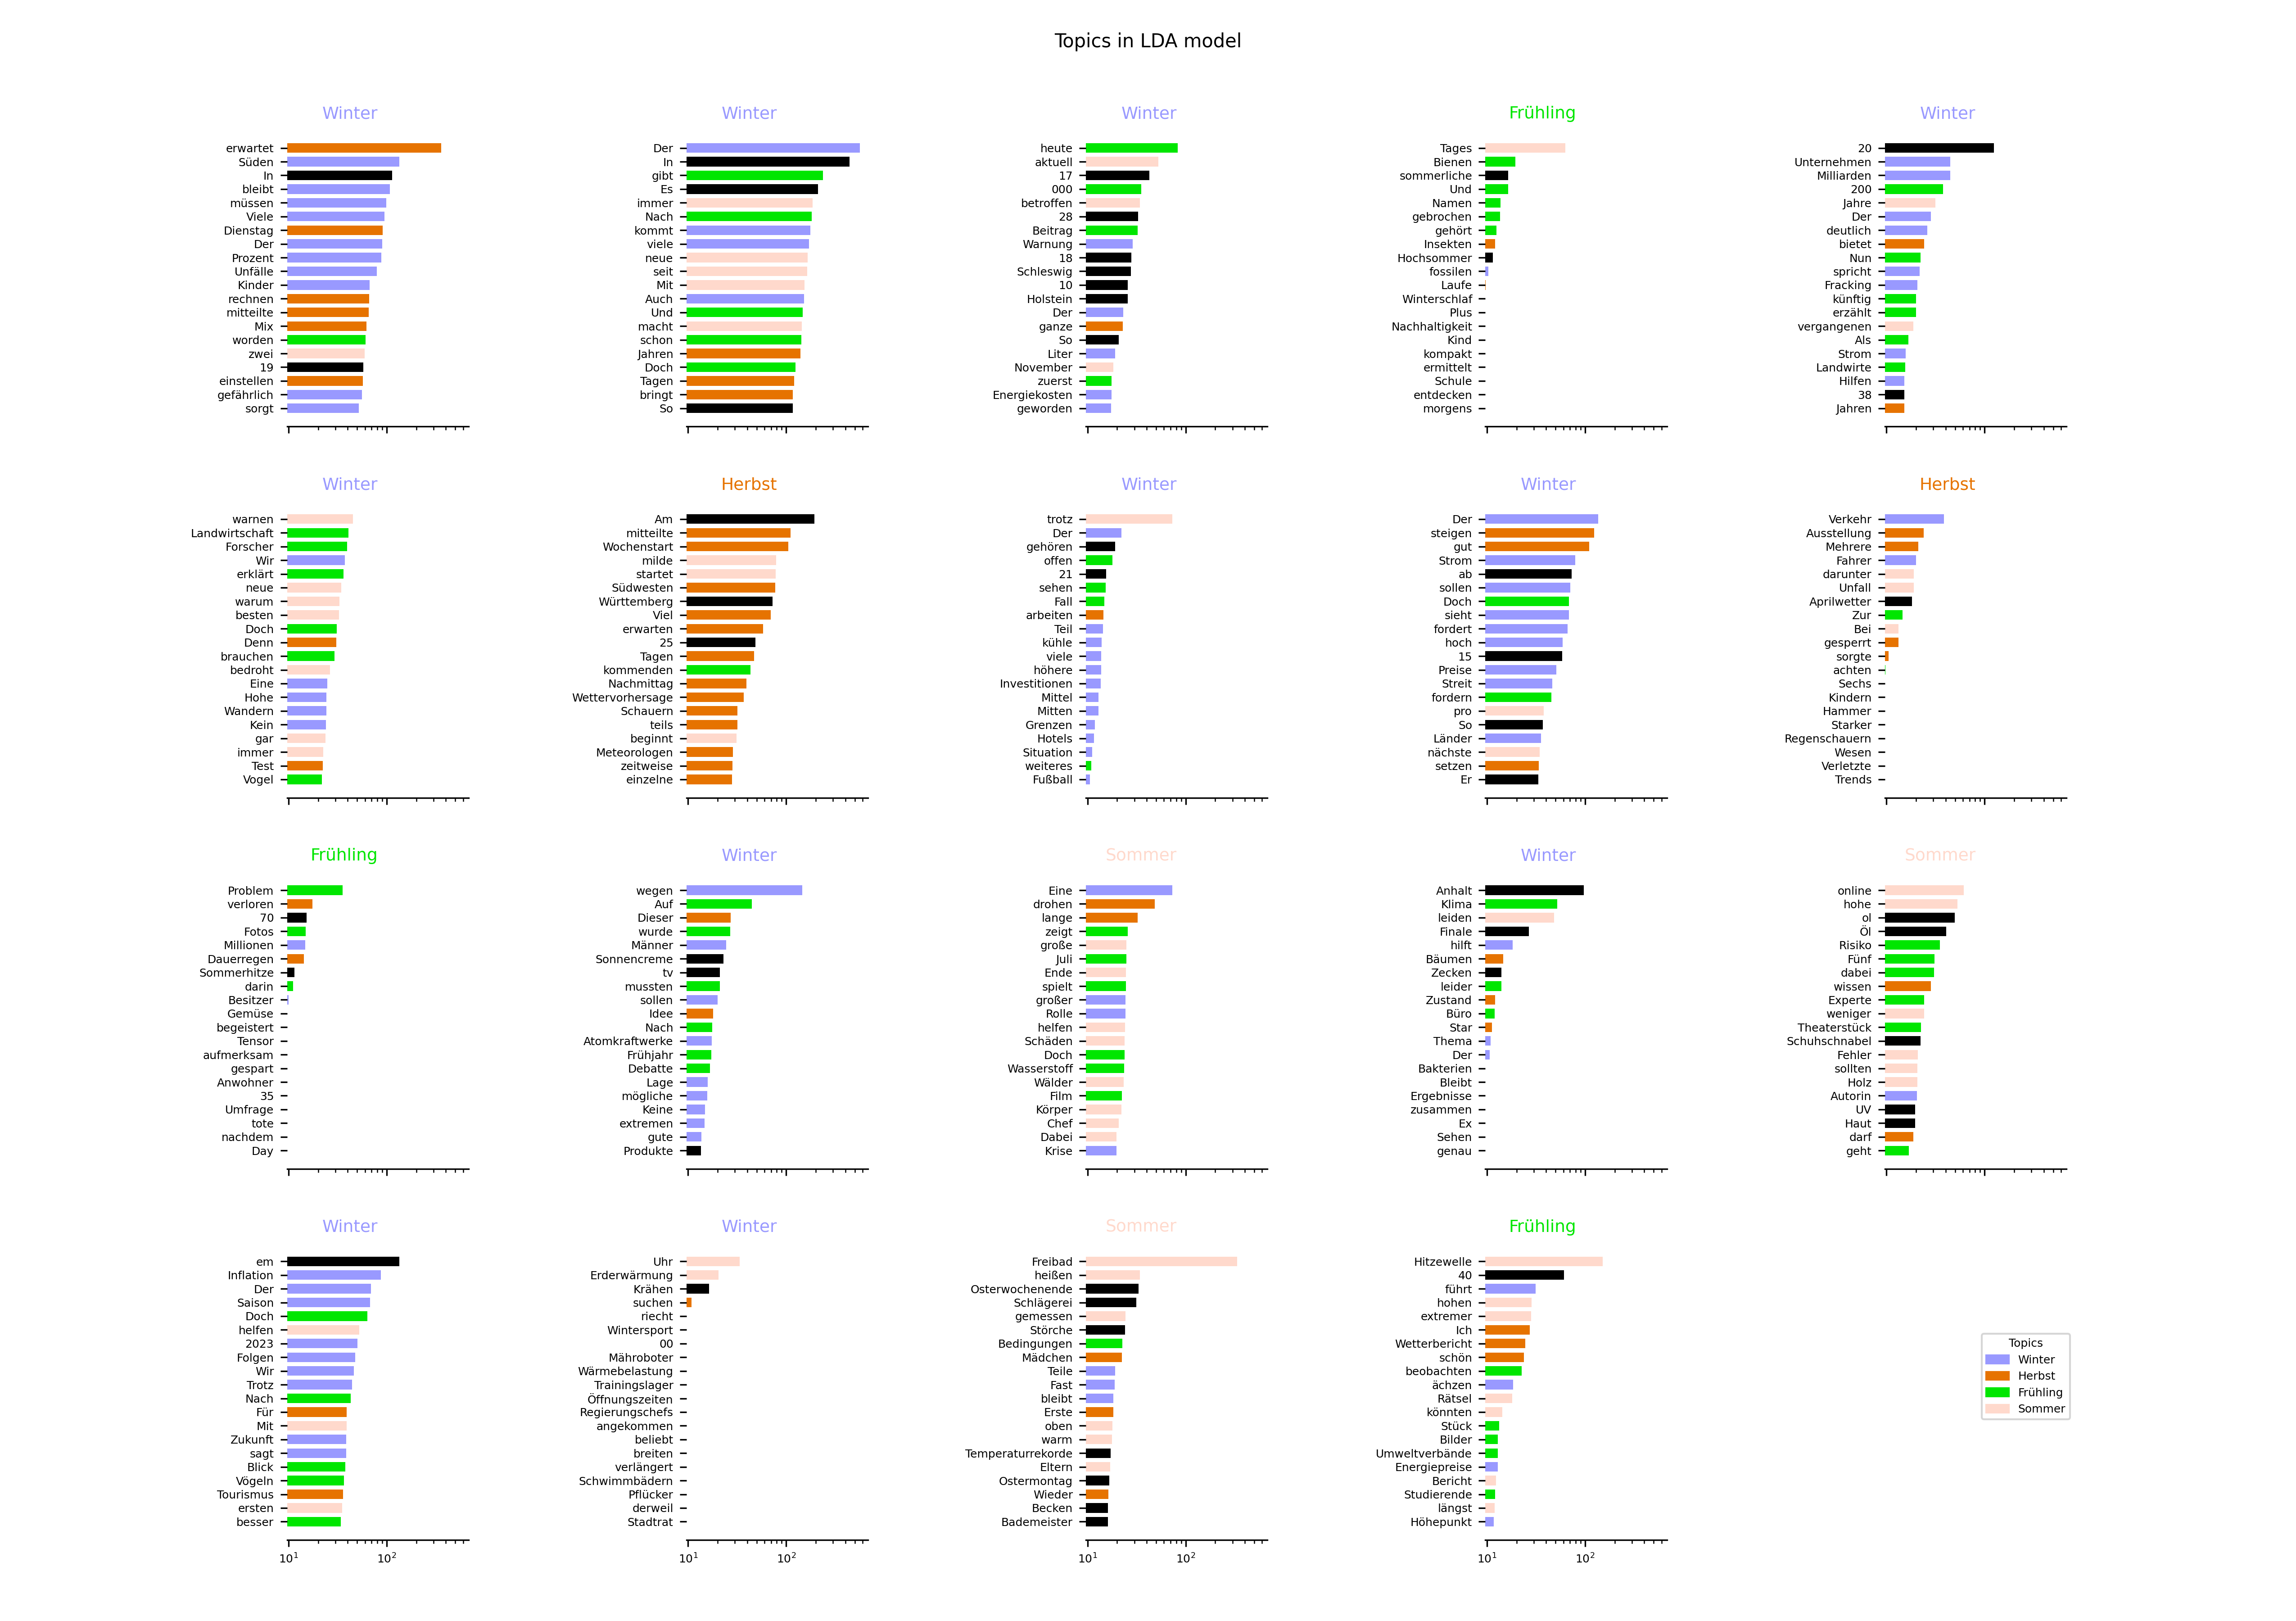 Topics in LDA model
Winter
erwartet
Süden
In
bleibt
müssen
Viele
Dienstag
Der
Prozent
Unfälle
Kinder
rechnen
mitteilte
Mix
worden
zwei
19
einstellen
gefährlich
sorgt
Winter
Der
In
gibt
Es
immer
Nach
kommt
viele
neue
seit
Mit
Auch
Und
macht
schon
Jahren
Doch
Tagen
bringt
So
Winter
heute
aktuell
17
000
betroffen
28
Beitrag
Warnung
18
Schleswig
10
Holstein
Der
ganze
So
Liter
November
zuerst
Energiekosten
geworden
Frühling
Tages
Bienen
sommerliche
Und
Namen
gebrochen
gehört
Insekten
Hochsommer
fossilen
Laufe
Winterschlaf
Plus
Nachhaltigkeit
Kind
kompakt
ermittelt
Schule
entdecken
morgens
Winter
20
Unternehmen
Milliarden
200
Jahre
Der
deutlich
bietet
Nun
spricht
Fracking
künftig
erzählt
vergangenen
Als
Strom
Landwirte
Hilfen
38
Jahren
Winter
warnen
Landwirtschaft
Forscher
Wir
erklärt
neue
warum
besten
Doch
Denn
brauchen
bedroht
Eine
Hohe
Wandern
Kein
gar
immer
Test
Vogel
Herbst
Am
mitteilte
Wochenstart
milde
startet
Südwesten
Württemberg
Viel
erwarten
25
Tagen
kommenden
Nachmittag
Wettervorhersage
Schauern
teils
beginnt
Meteorologen
zeitweise
einzelne
Winter
trotz
Der
gehören
offen
21
sehen
Fall
arbeiten
Teil
kühle
viele
höhere
Investitionen
Mittel
Mitten
Grenzen
Hotels
Situation
weiteres
Fußball
Winter
Der
steigen
gut
Strom
ab
sollen
Doch
sieht
fordert
hoch
15
Preise
Streit
fordern
pro
So
Länder
nächste
setzen
Er
Herbst
Verkehr
Ausstellung
Mehrere
Fahrer
darunter
Unfall
Aprilwetter
Zur
Bei
gesperrt
sorgte
achten
Sechs
Kindern
Hammer
Starker
Regenschauern
Wesen
Verletzte
Trends
Frühling
Problem
verloren
70
Fotos
Millionen
Dauerregen
Sommerhitze
darin
Besitzer
Gemüse
begeistert
Tensor
aufmerksam
gespart
Anwohner
35
Umfrage
tote
nachdem
Day
Winter
wegen
Auf
Dieser
wurde
Männer
Sonnencreme
tv
mussten
sollen
Idee
Nach
Atomkraftwerke
Frühjahr
Debatte
Lage
mögliche
Keine
extremen
gute
Produkte
Sommer
Eine
drohen
lange
zeigt
große
Juli
Ende
spielt
großer
Rolle
helfen
Schäden
Doch
Wasserstoff
Wälder
Film
Körper
Chef
Dabei
Krise
Winter
Anhalt
Klima
leiden
Finale
hilft
Bäumen
Zecken
leider
Zustand
Büro
Star
Thema
Der
Bakterien
Bleibt
Ergebnisse
zusammen
Ex
Sehen
genau
Sommer
online
hohe
ol
Öl
Risiko
Fünf
dabei
wissen
Experte
weniger
Theaterstück
Schuhschnabel
Fehler
sollten
Holz
Autorin
UV
Haut
darf
geht
Winter
em
Inflation
Der
Saison
Doch
helfen
2023
Folgen
Wir
Trotz
Nach
Für
Mit
Zukunft
sagt
Blick
Vögeln
Tourismus
ersten
besser
10¹ 10²
Winter
Uhr
Erderwärmung
Krähen
suchen
riecht
Wintersport
00
Mähroboter
Wärmebelastung
Trainingslager
Öffnungszeiten
Regierungschefs
angekommen
beliebt
breiten
verlängert
Schwimmbädern
Pflücker
derweil
Stadtrat
10¹ 10²
Sommer
Freibad
heißen
Osterwochenende
Schlägerei
gemessen
Störche
Bedingungen
Mädchen
Teile
Fast
bleibt
Erste
oben
warm
Temperaturrekorde
Eltern
Ostermontag
Wieder
Becken
Bademeister
10¹ 10²
Frühling
Hitzewelle
40
führt
hohen
extremer
Ich
Wetterbericht
schön
beobachten
ächzen
Rätsel
könnten
Stück
Bilder
Umweltverbände
Energiepreise
Bericht
Studierende
längst
Höhepunkt
10¹ 10²
Topics
Winter
Herbst
Frühling
Sommer